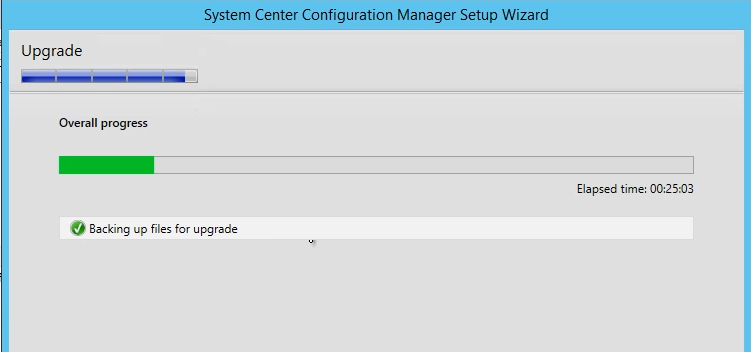 System Center Configuration Manager Setup Wizard
Upgrade
Overall progress
Elapsed time: 00:25:03
Backing up files for upgrade